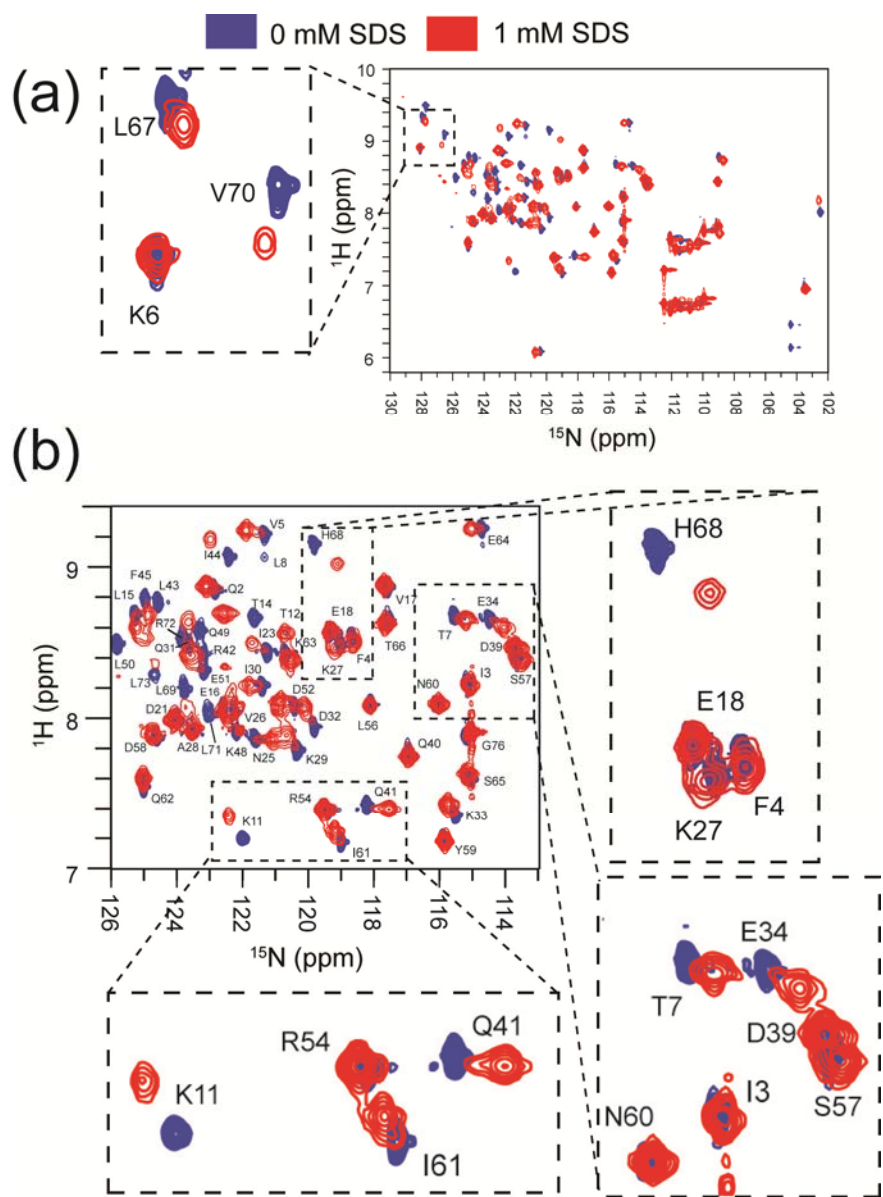 0 mM SDS 1 mM SDS
(a)
L67
V70
K6
10
9
8
7
6
¹H (ppm)
130 128 126 124 122 120 118 116 114 112 110 108 106 104 102
¹⁵N (ppm)
(b)
9
8
7
¹H (ppm)
V5
H68
E64
I44
L8
F45
L43
Q2
L15
T14
T12
E18
V17
T7
E34
R72
Q49
I23
T66
D39
Q31
R42
K63
F4
K27
S57
L50
L73
E51
I30
I3
L69
N60
E16
D52
L56
D21
V26
D32
G76
D58
A28
L71
K48
N25
K29
Q40
S65
Q62
R54
Q41
K33
K11
I61
Y59
126 124 122 120 118 116 114
¹⁵N (ppm)
H68
E18
K27
F4
E34
T7
D39
I3
S57
N60
R54
Q41
K11
I61